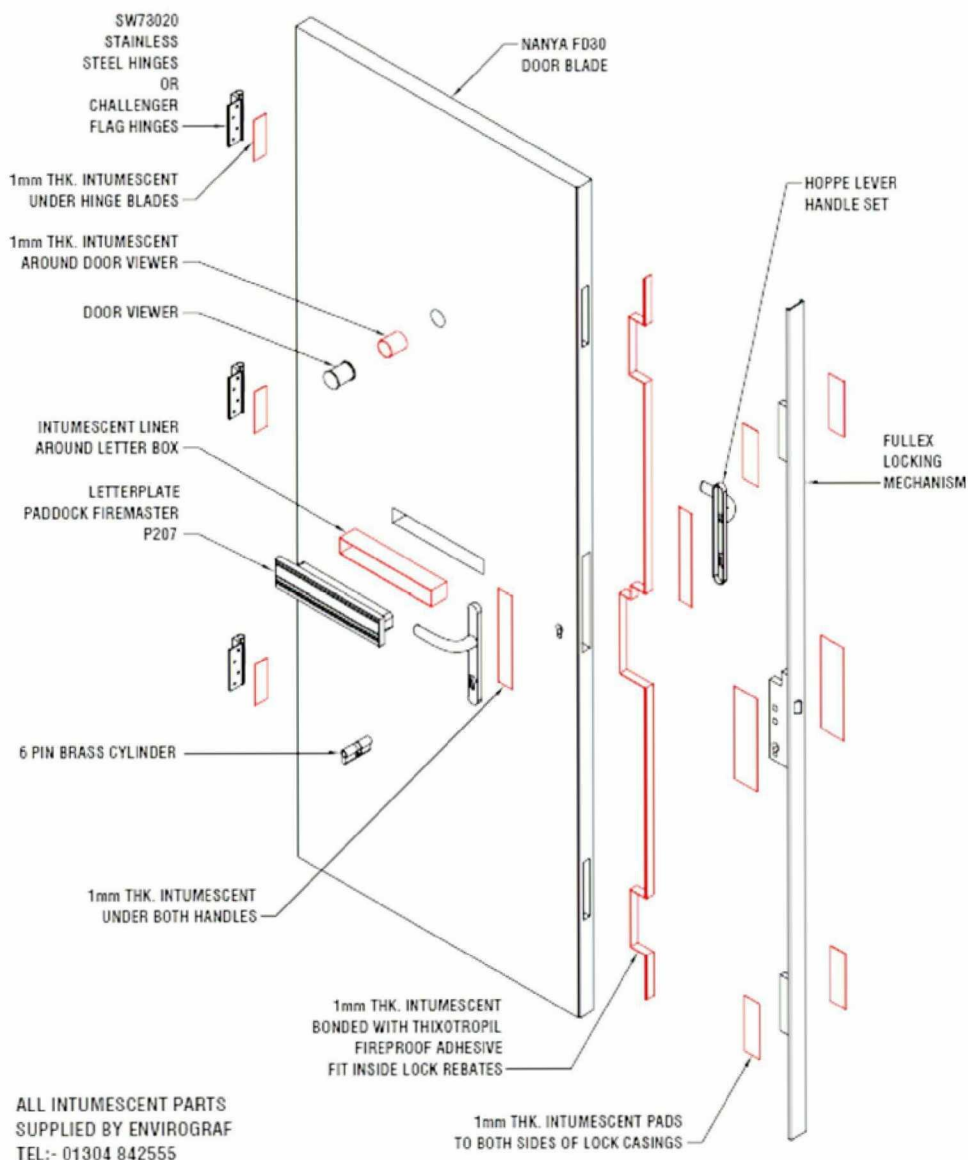 SW73020
STAINLESS
STEEL HINGES
OR
CHALLENGER
FLAG HINGES
1mm THK. INTUMESCENT
UNDER HINGE BLADES
1mm THK. INTUMESCENT
AROUND DOOR VIEWER
DOOR VIEWER
INTUMESCENT LINER
AROUND LETTER BOX
LETTERPLATE
PADDOCK FIREMASTER
P207
6 PIN BRASS CYLINDER
1mm THK. INTUMESCENT
UNDER BOTH HANDLES
1mm THK. INTUMESCENT
BONDED WITH THIXOTROPIL
FIREPROOF ADHESIVE
FIT INSIDE LOCK REBATES
ALL INTUMESCENT PARTS
SUPPLIED BY ENVIROGRAF
TEL:- 01304 842555
1mm THK. INTUMESCENT PADS
TO BOTH SIDES OF LOCK CASINGS
NANYA FD30
DOOR BLADE
HOPPE LEVER
HANDLE SET
FULLEX
LOCKING
MECHANISM